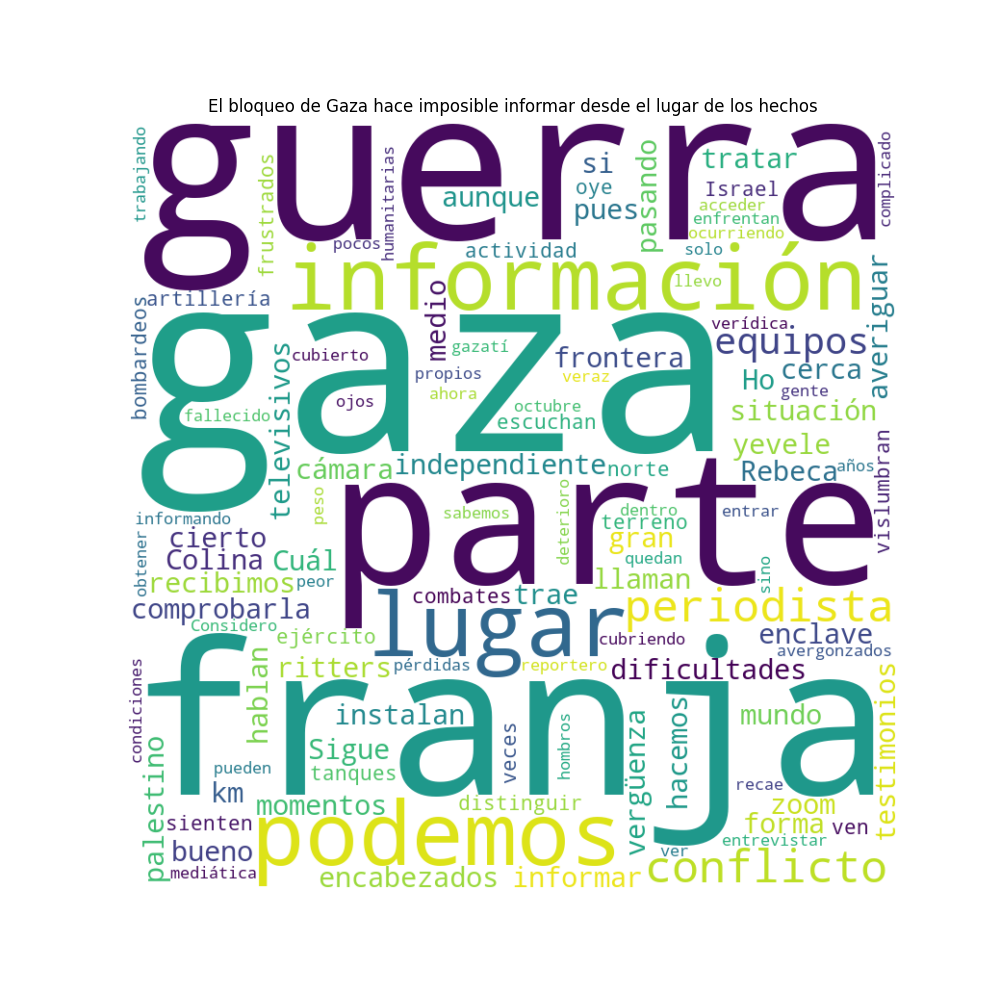 El bloqueo de Gaza hace imposible informar desde el lugar de los hechos
guerra
trabajando
frustrados
humanitarias
pocos
aunque
si
oye
pues
pasando
tratar
Israel
acceder
enfrentan
ocurriendo
complicado
actividad
solo
información
llevo
artillería
bombardeos
medio
averiguar
verídica
equipos
gaza
cubierto
gazatí
frontera
propios
veraz
ahora
ojos
Ho
cerca
gente
fallecido
televisivos
octubre
escuchan
situación
yevele
cámara
independiente
norte
Rebeca
años
vislumbran
parte
peso
sabemos
deterioro
dentro
terreno
entrar
informando
cierto
gran
obtener
Colina
Cuál
quedan
recibimos
peor
llaman
sino
combates
trae
comprobarla
lugar
periodista
Considero
ejército
cubriendo
enclave
avergonzados
hablan
ritters
pérdidas
reportero
dificultades
condiciones
franja
instalan
mundo
testimonios
Sigue
veces
hombros
vergüenza
hacemos
palestino
pueden
tanques
km
recae
momentos
distinguir
zoom
sienten
podemos
forma
ven
bueno
entrevistar
ver
mediática
encabezados
informar
conflicto